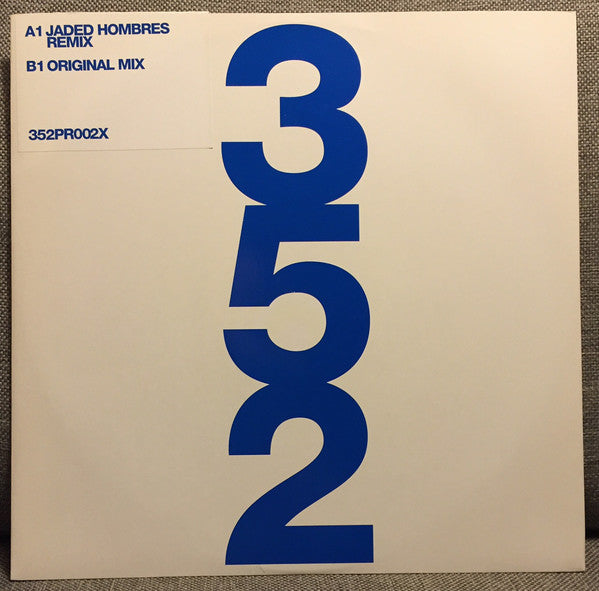 A1 JADED HOMBRES
REMIX
B1 ORIGINAL MIX
352PR002X
3
5
2